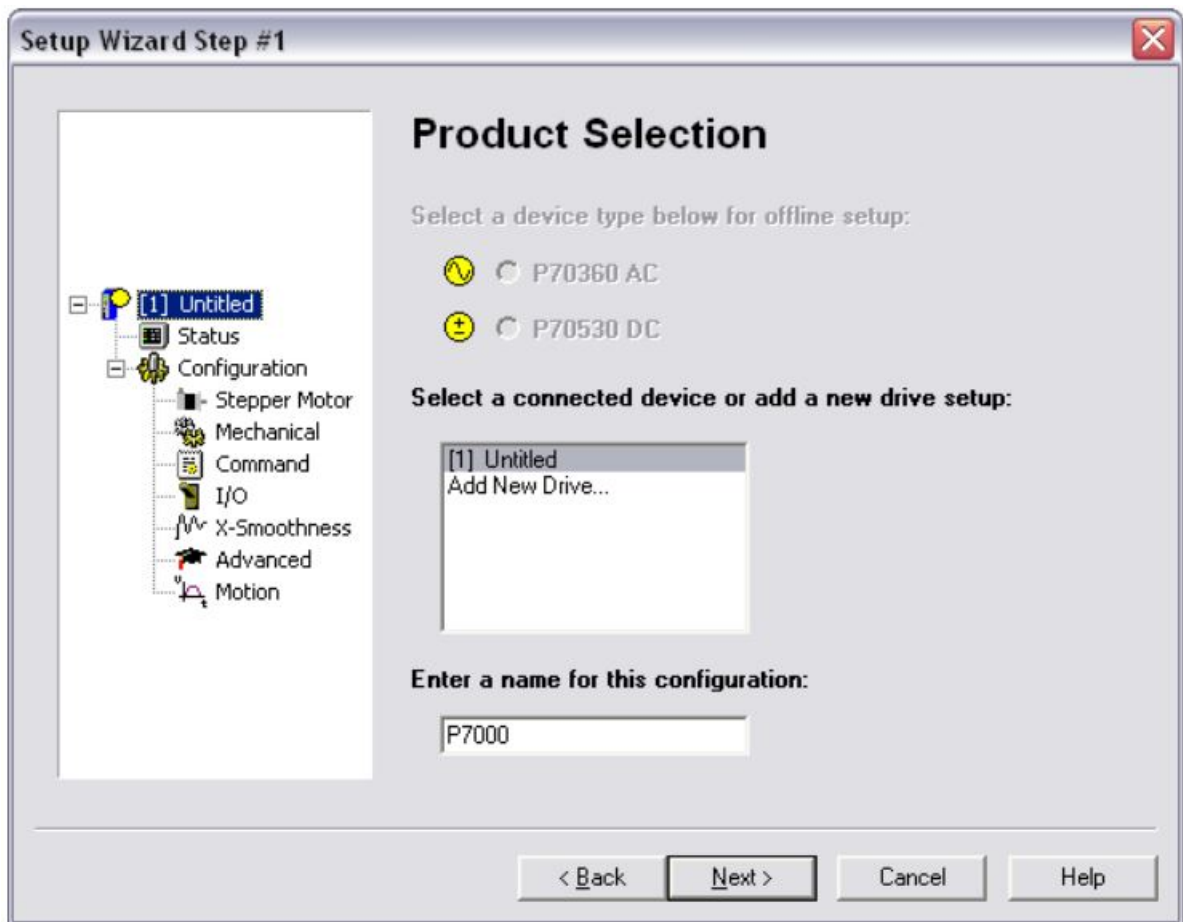 Setup Wizard Step #1
[1] Untitled
Status
Configuration
Stepper Motor
Mechanical
Command
I/O
X-Smoothness
Advanced
Motion
Product Selection
Select a device type below for offline setup:
P70360 AC
P70530 DC
Select a connected device or add a new drive setup:
[1] Untitled
Add New Drive...
Enter a name for this configuration:
P7000
< Back
Next >
Cancel
Help